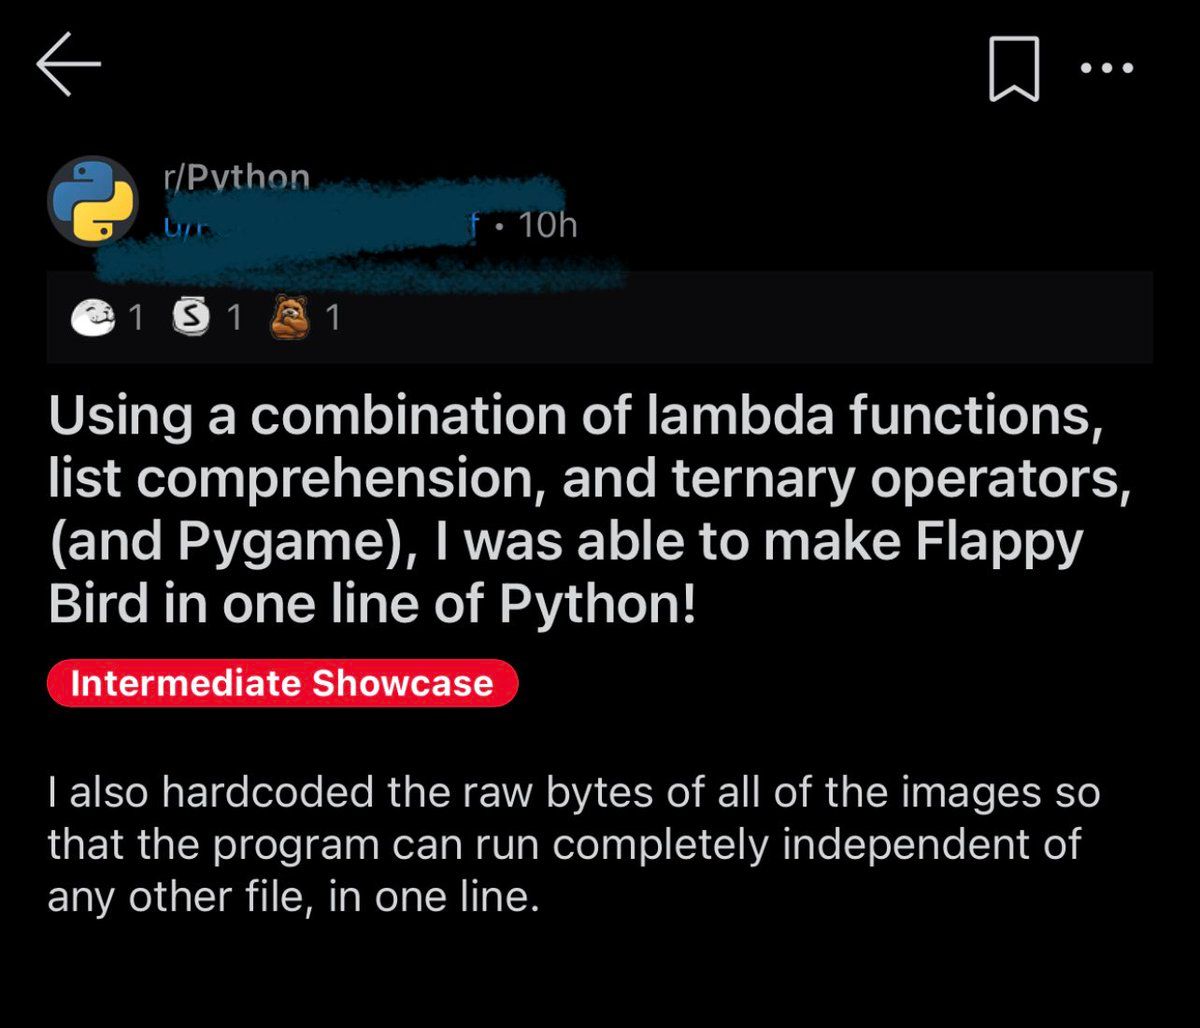 r/Python
• 10h
1 1 1
Using a combination of lambda functions,
list comprehension, and ternary operators,
(and Pygame), I was able to make Flappy
Bird in one line of Python!
Intermediate Showcase
I also hardcoded the raw bytes of all of the images so
that the program can run completely independent of
any other file, in one line.